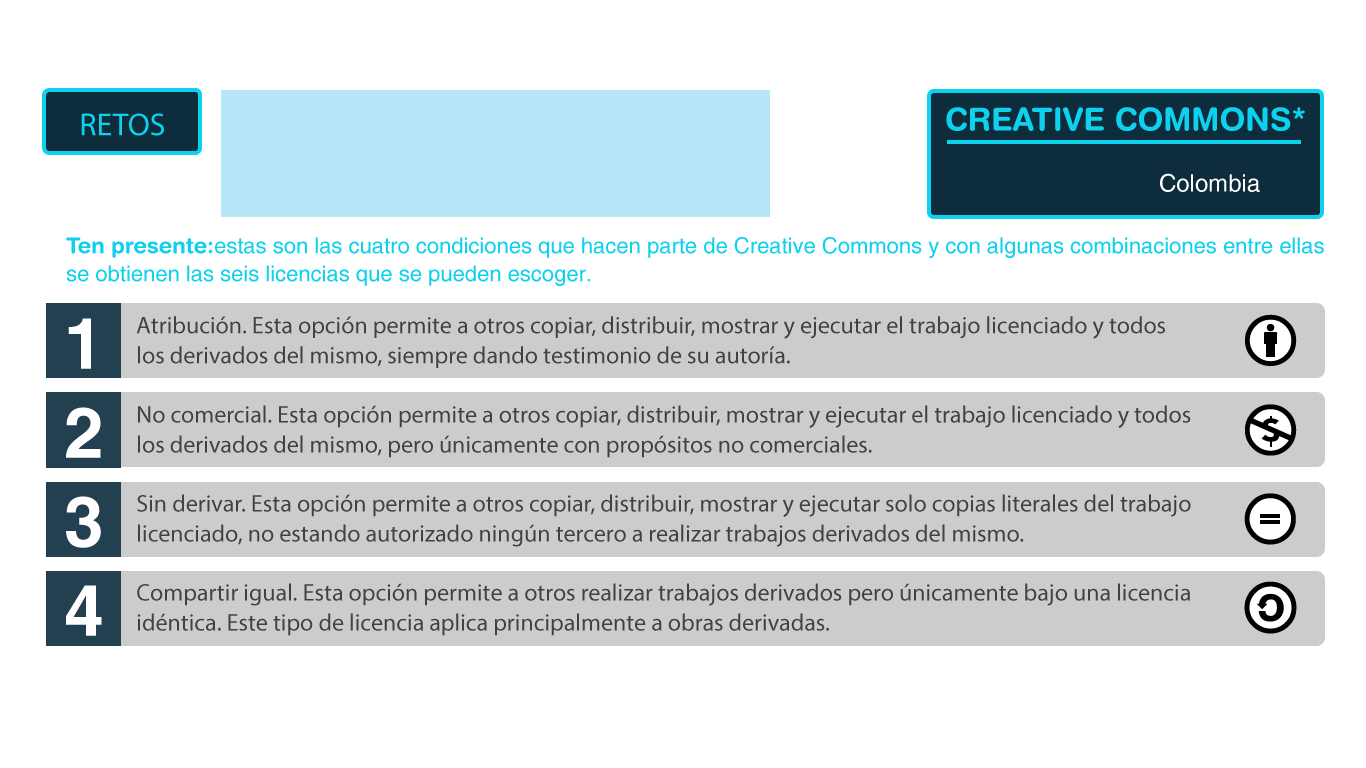 RETOS
CREATIVE COMMONS*
Colombia
Ten presente:estas son las cuatro condiciones que hacen parte de Creative Commons y con algunas combinaciones entre ellas
se obtienen las seis licencias que se pueden escoger.
1
Atribución. Esta opción permite a otros copiar, distribuir, mostrar y ejecutar el trabajo licenciado y todos
los derivados del mismo, siempre dando testimonio de su autoría.
2
No comercial. Esta opción permite a otros copiar, distribuir, mostrar y ejecutar el trabajo licenciado y todos
los derivados del mismo, pero únicamente con propósitos no comerciales.
$
3
Sin derivar. Esta opción permite a otros copiar, distribuir, mostrar y ejecutar solo copias literales del trabajo
licenciado, no estando autorizado ningún tercero a realizar trabajos derivados del mismo.
=
4
Compartir igual. Esta opción permite a otros realizar trabajos derivados pero únicamente bajo una licencia
idéntica. Este tipo de licencia aplica principalmente a obras derivadas.